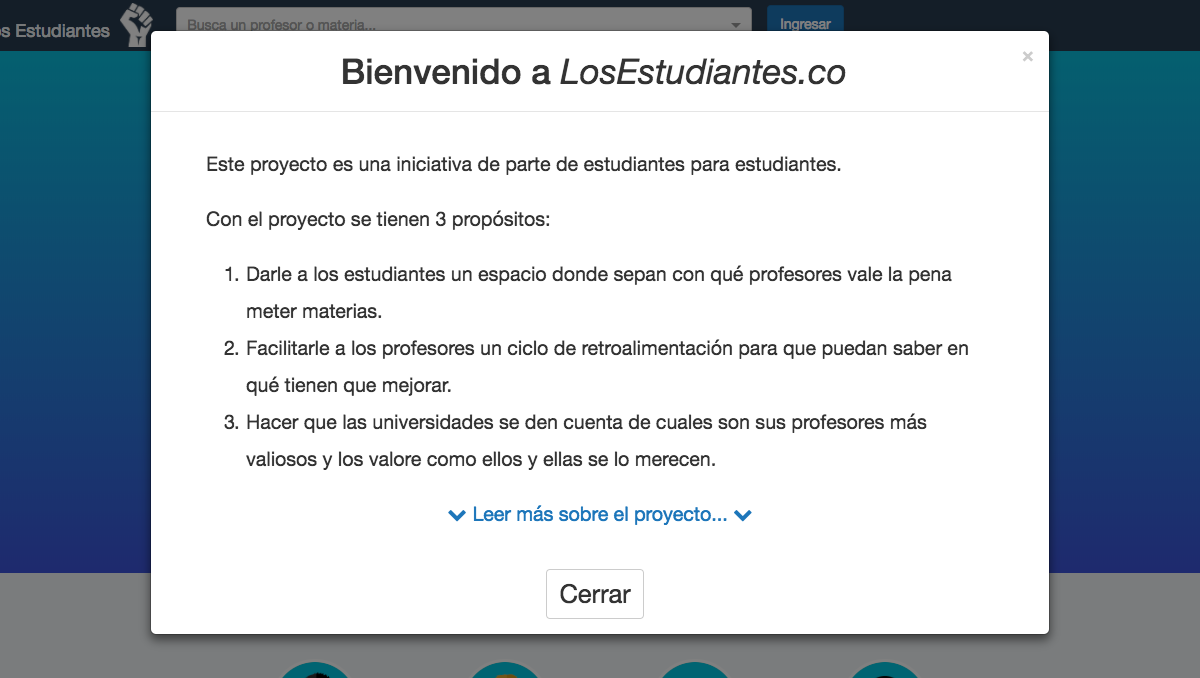 s Estudiantes
Busca un profesor o materia...
Ingresar
×
Bienvenido a LosEstudiantes.co
Este proyecto es una iniciativa de parte de estudiantes para estudiantes.
Con el proyecto se tienen 3 propósitos:
1. Darle a los estudiantes un espacio donde sepan con qué profesores vale la pena
meter materias.
2. Facilitarle a los profesores un ciclo de retroalimentación para que puedan saber en
qué tienen que mejorar.
3. Hacer que las universidades se den cuenta de cuales son sus profesores más
valiosos y los valore como ellos y ellas se lo merecen.
Leer más sobre el proyecto...
Cerrar